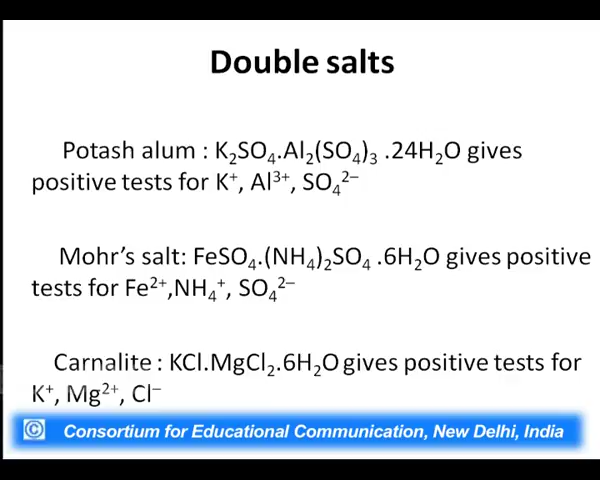 Double salts
Potash alum : K₂SO₄.Al₂(SO₄)₃ .24H₂O gives
positive tests for K⁺, Al³⁺, SO₄²⁻
Mohr's salt: FeSO₄.(NH₄)₂SO₄ .6H₂O gives positive
tests for Fe²⁺,NH₄⁺, SO₄²⁻
Carnalite : KCl.MgCl₂.6H₂O gives positive tests for
K⁺, Mg²⁺, Cl⁻
© Consortium for Educational Communication, New Delhi, India